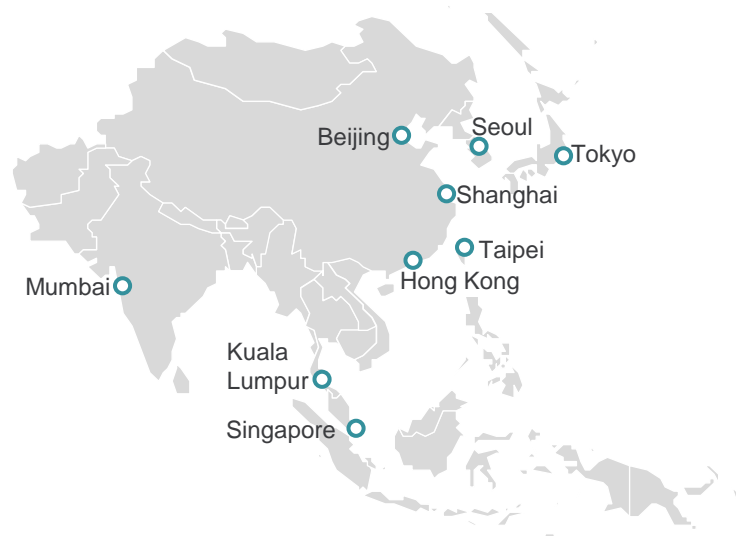 Seoul
Beijing
Tokyo
Shanghai
Taipei
Hong Kong
Mumbai
Kuala
Lumpur
Singapore